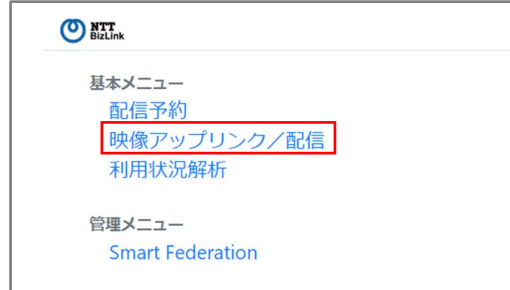 NTT
BizLink
基本メニュー
配信予約
映像アップリンク／配信
利用状況解析
管理メニュー
Smart Federation